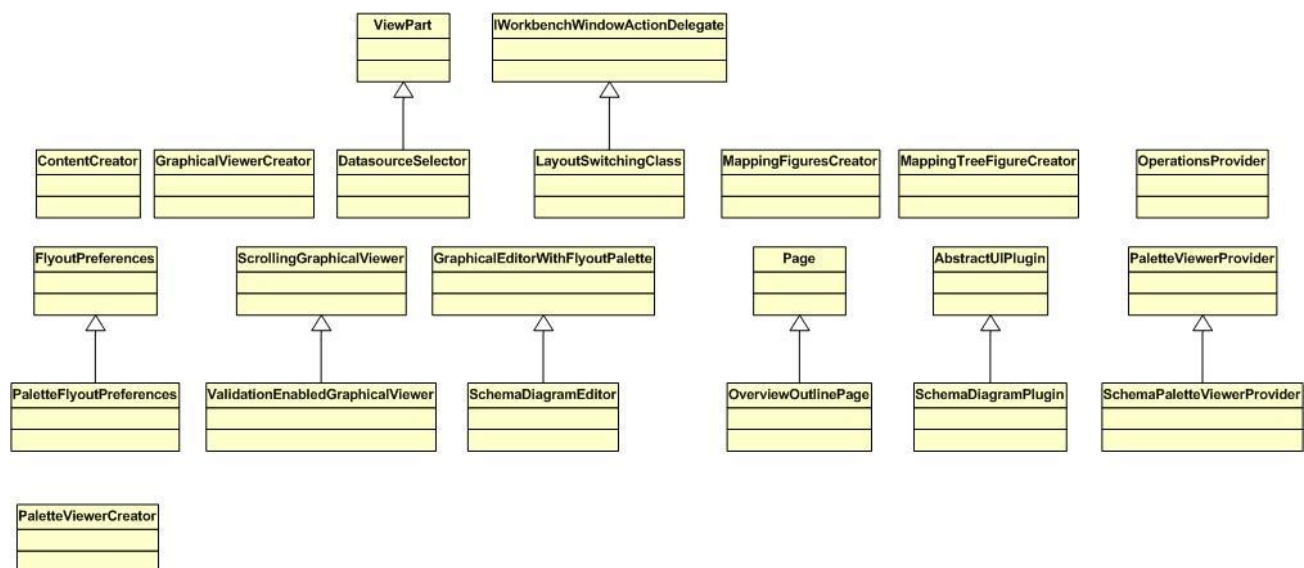 ViewPart
IWorkbenchWindowActionDelegate
ContentCreator
GraphicalViewerCreator
DatasourceSelector
LayoutSwitchingClass
MappingFiguresCreator
MappingTreeFigureCreator
OperationsProvider
FlyoutPreferences
ScrollingGraphicalViewer
GraphicalEditorWithFlyoutPalette
Page
AbstractUIPlugin
PaletteViewerProvider
PaletteFlyoutPreferences
ValidationEnabledGraphicalViewer
SchemaDiagramEditor
OverviewOutlinePage
SchemaDiagramPlugin
SchemaPaletteViewerProvider
PaletteViewerCreator